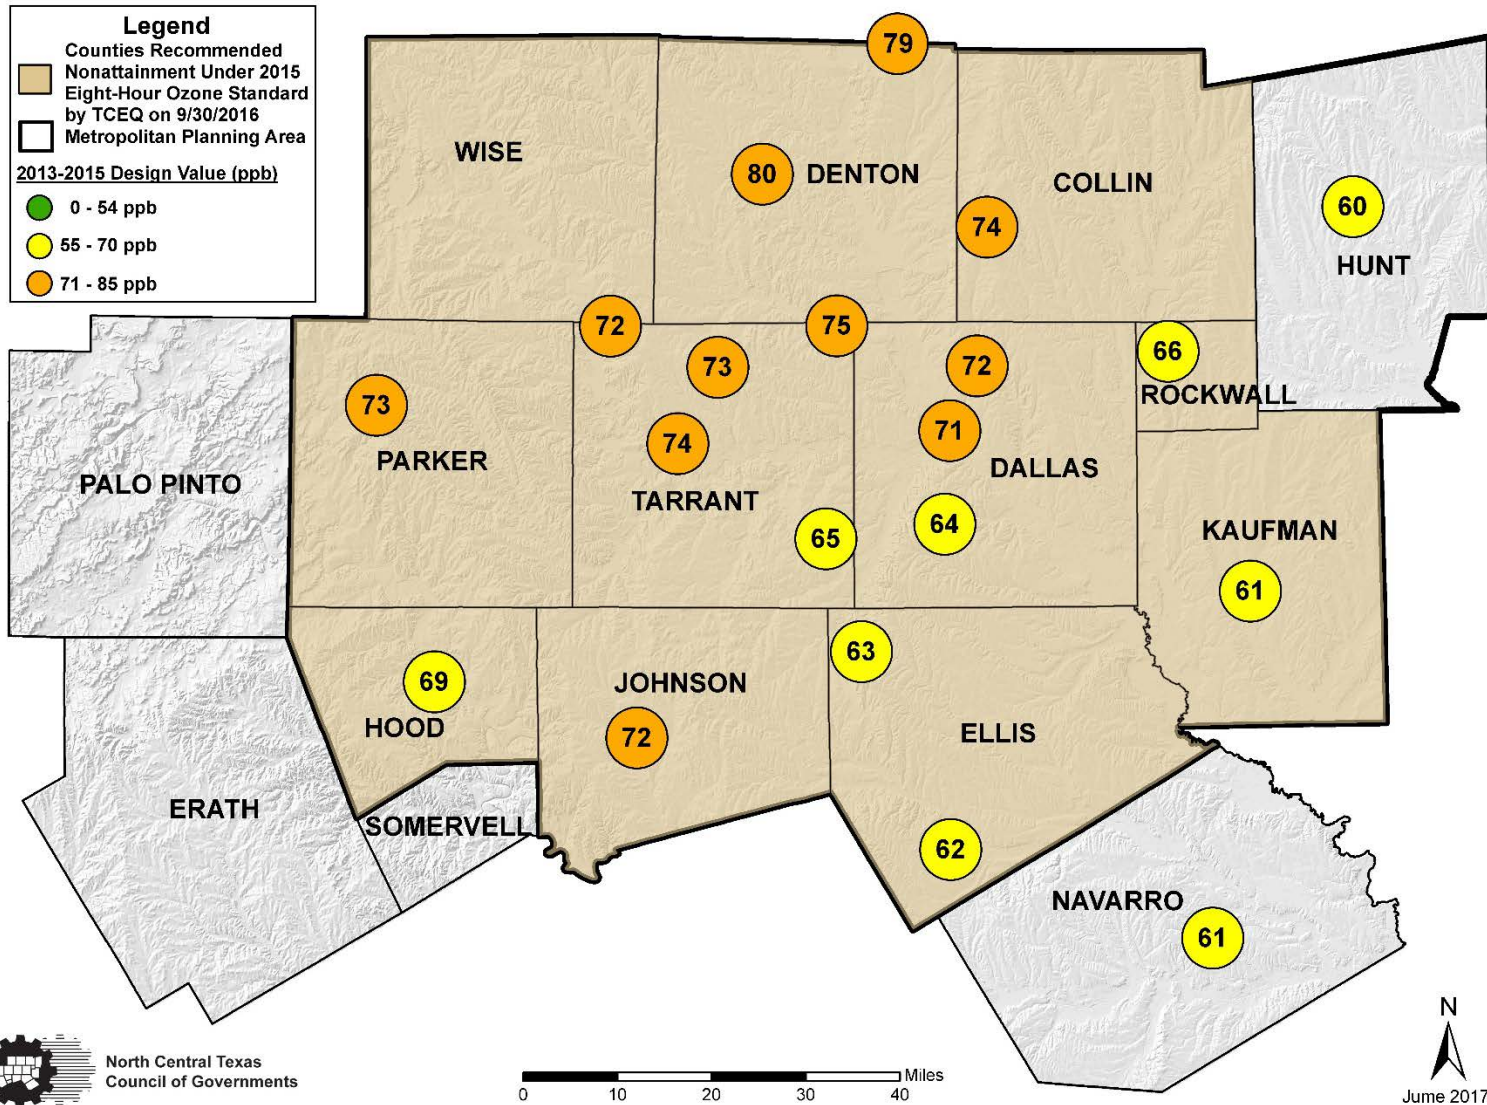 Legend
Counties Recommended
Nonattainment Under 2015
Eight-Hour Ozone Standard
by TCEQ on 9/30/2016
Metropolitan Planning Area
2013-2015 Design Value (ppb)
0 - 54 ppb
55 - 70 ppb
71 - 85 ppb
79
WISE
80
DENTON
COLLIN
74
60
HUNT
72
75
73
72
66
ROCKWALL
73
PARKER
74
71
DALLAS
PALO PINTO
TARRANT
65
64
KAUFMAN
61
69
HOOD
JOHNSON
72
63
ELLIS
ERATH
SOMERVELL
62
NAVARRO
61
North Central Texas
Council of Governments
0 10 20 30 40 Miles
N
Jume 2017